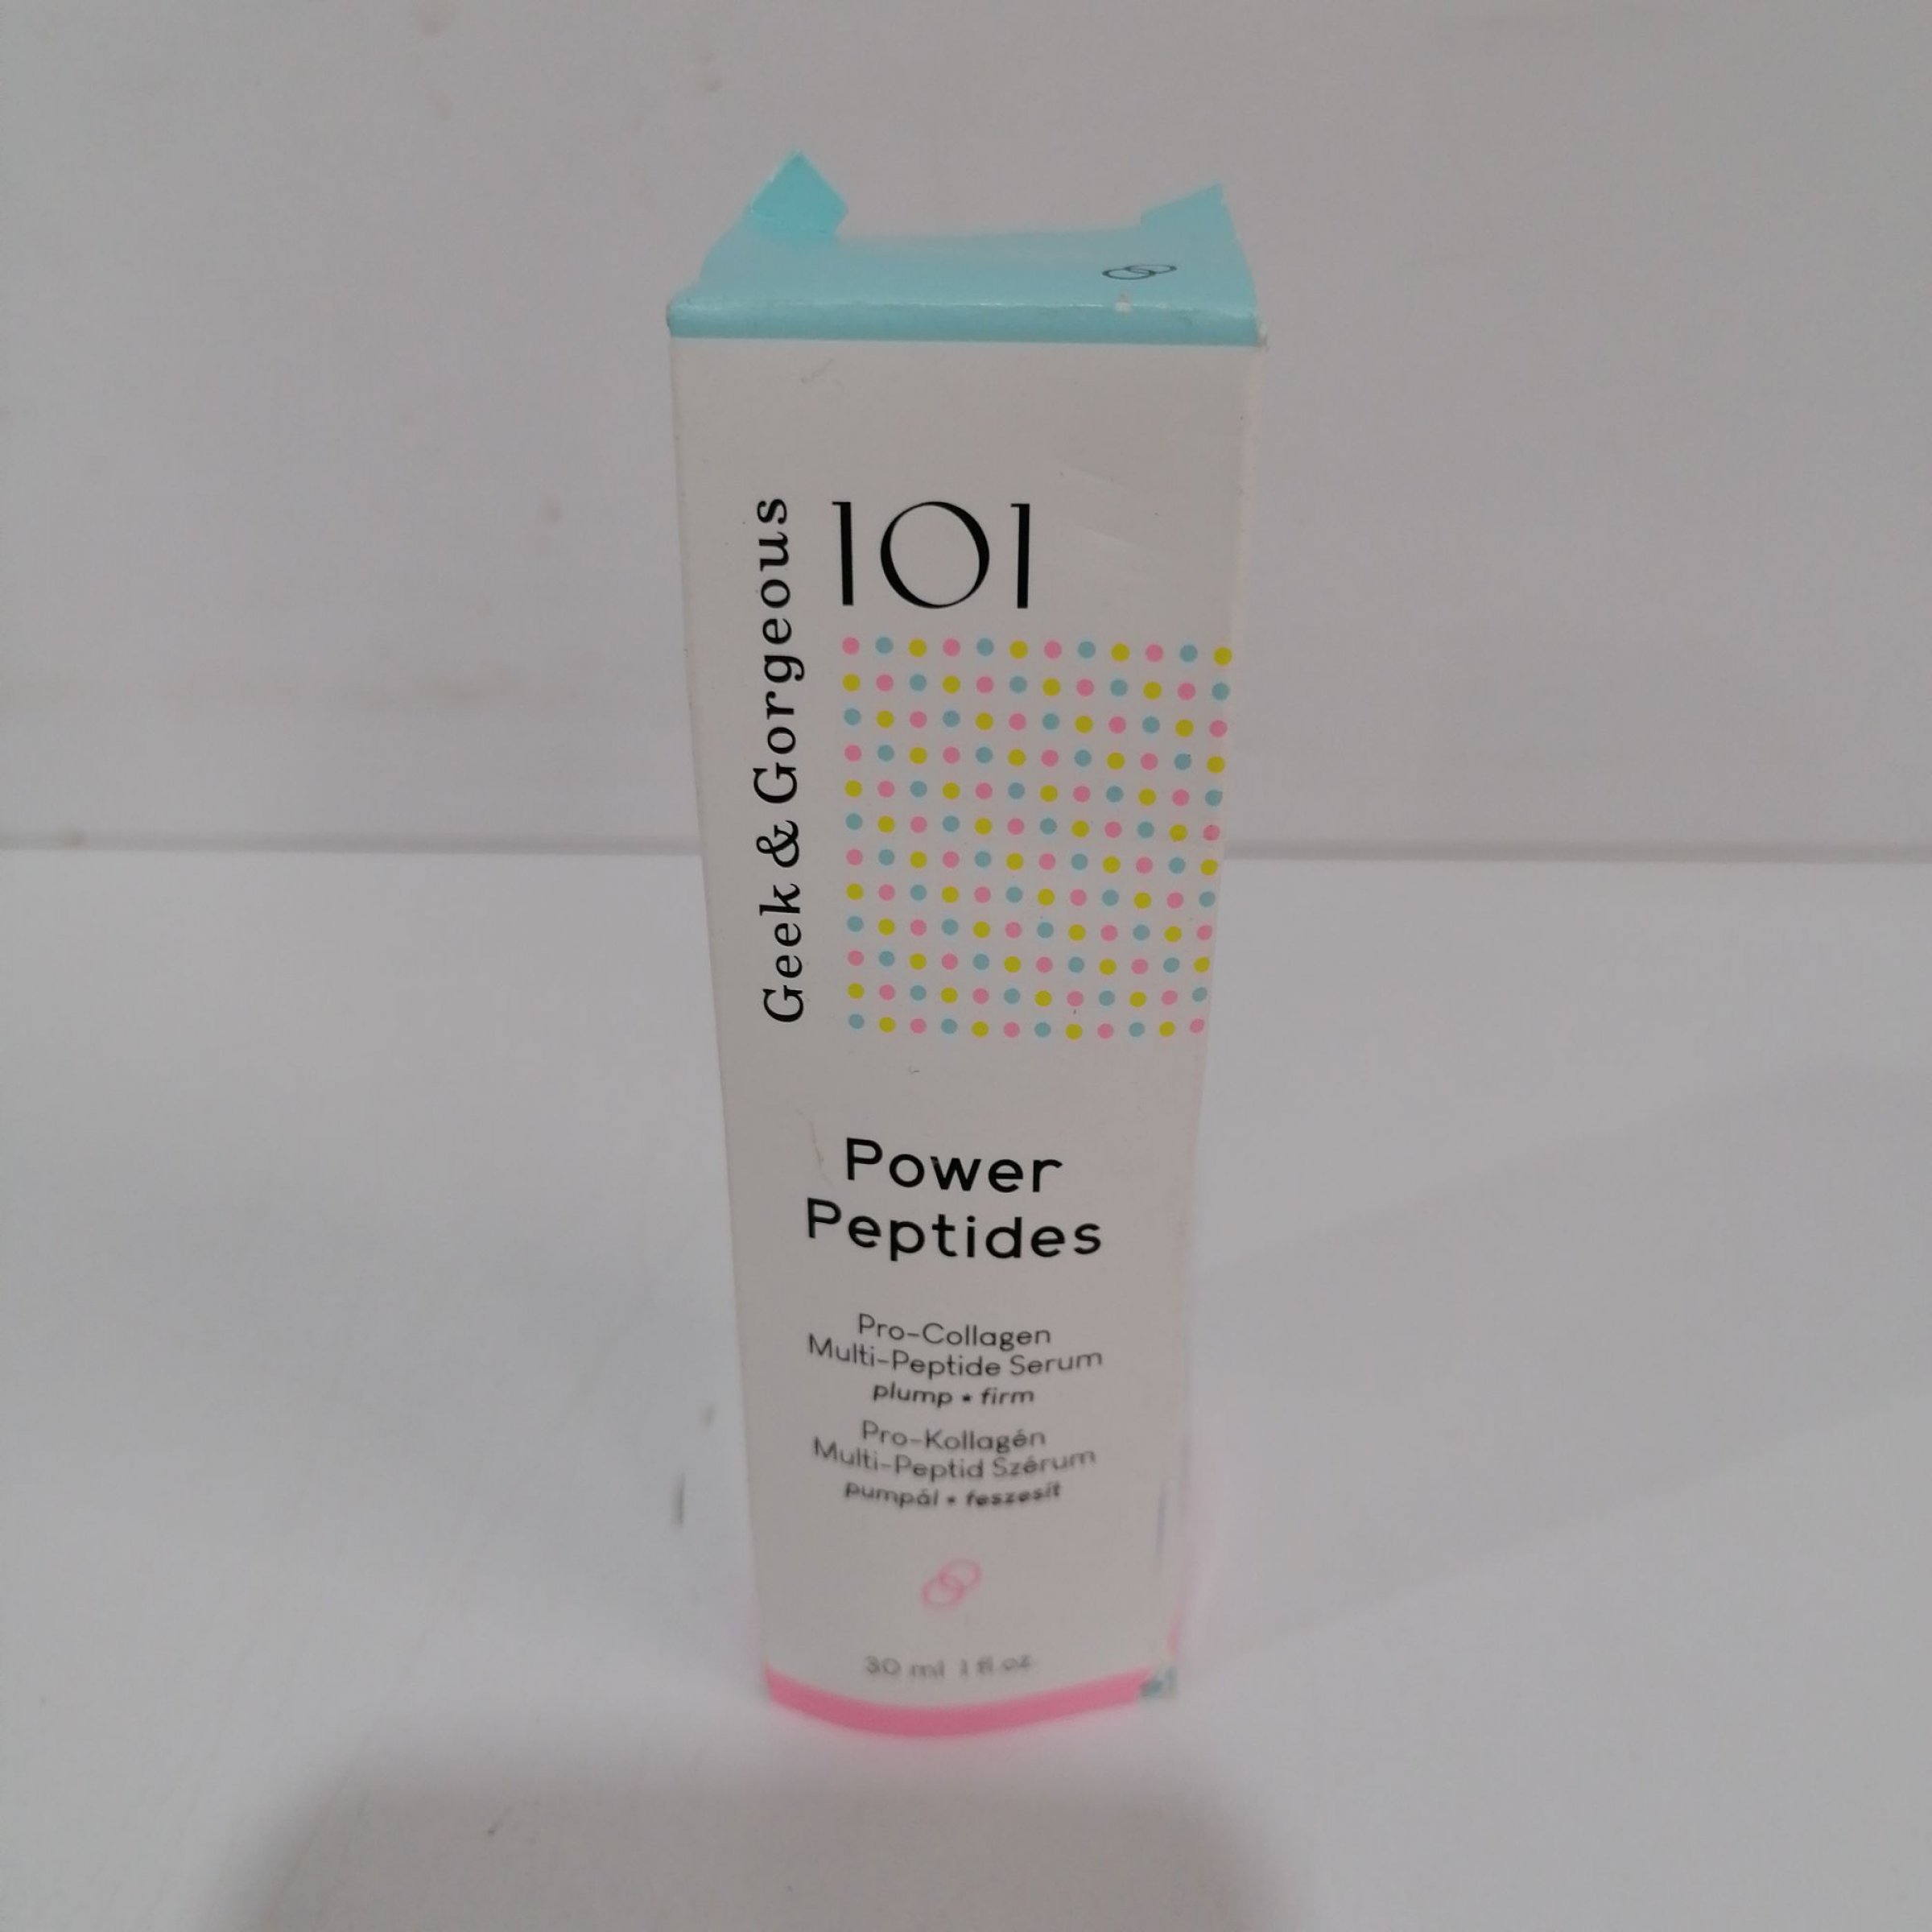 Geek & Gorgeous
101
Power
Peptides
Pro-Collagen
Multi-Peptide Serum
plump • firm
Pro-Kollagén
Multi-Peptid Szérum
pumpál • feszesít
30 ml 1 fl oz